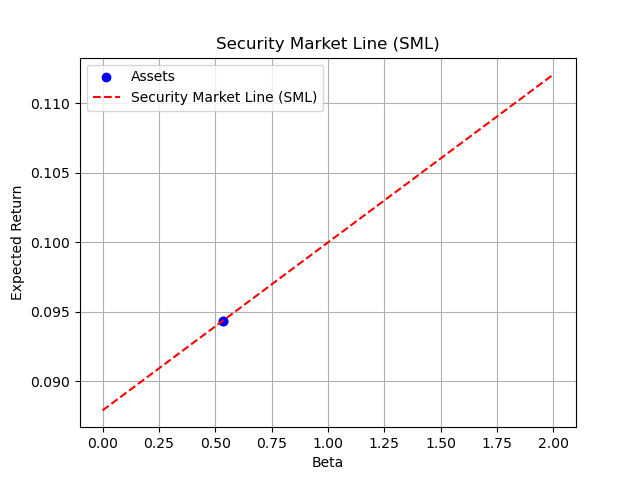 Security Market Line (SML)
Assets
Security Market Line (SML)
0.110
0.105
0.100
0.095
0.090
Expected Return
0.00 0.25 0.50 0.75 1.00 1.25 1.50 1.75 2.00
Beta